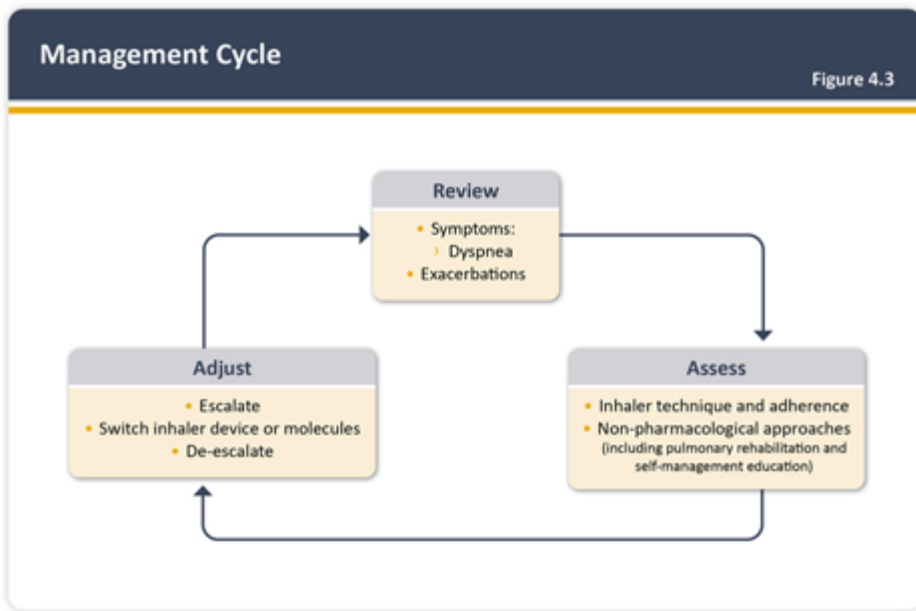 Management Cycle
Figure 4.3
Review
• Symptoms:
› Dyspnea
• Exacerbations
Adjust
• Escalate
• Switch inhaler device or molecules
• De-escalate
Assess
• Inhaler technique and adherence
• Non-pharmacological approaches
(including pulmonary rehabilitation and
self-management education)